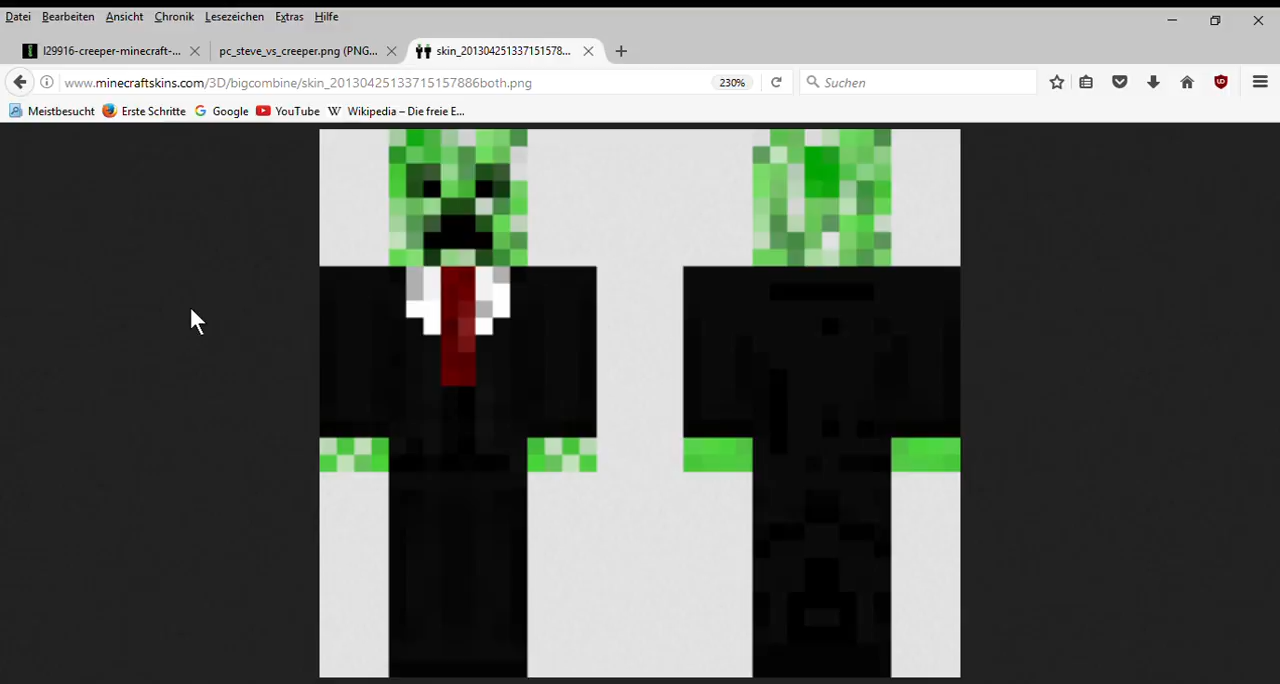 Datei Bearbeiten Ansicht Chronik Lesezeichen Extras Hilfe
l29916-creeper-minecraft-... pc_steve_vs_creeper.png (PNG... skin_201304251337151578...
www.minecraftskins.com/3D/bigcombine/skin_20130425133715157886both.png 230% Suchen
Meistbesucht Erste Schritte G Google YouTube W Wikipedia – Die freie E...